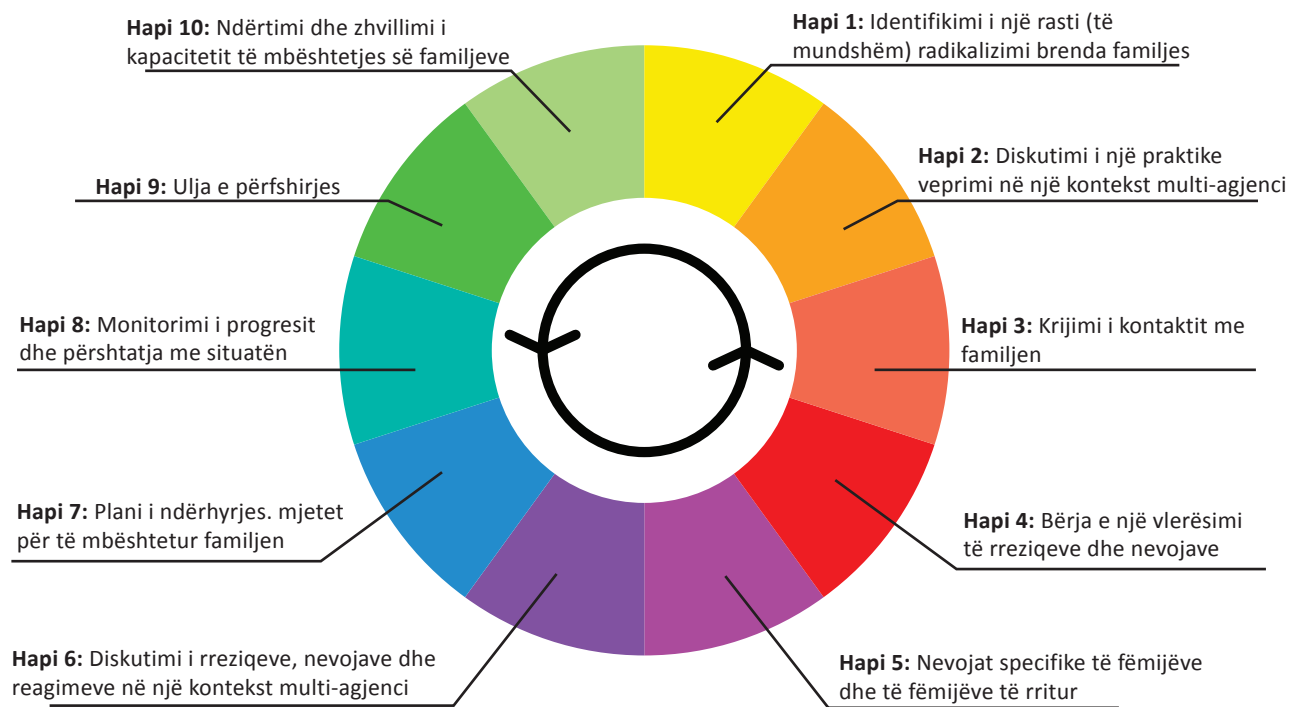 Hapi 1: Identifikimi i një rasti (të
mundshëm) radikalizimi brenda familjes
Hapi 2: Diskutimi i një praktike
veprimi në një kontekst multi-agjenci
Hapi 3: Krijimi i kontaktit me
familjen
Hapi 4: Bërja e një vlerësimi
të rreziqeve dhe nevojave
Hapi 5: Nevojat specifike të fëmijëve
dhe të fëmijëve të rritur
Hapi 6: Diskutimi i rreziqeve, nevojave dhe
reagimeve në një kontekst multi-agjenci
Hapi 7: Plani i ndërhyrjes. mjetet
për të mbështetur familjen
Hapi 8: Monitorimi i progresit
dhe përshtatja me situatën
Hapi 9: Ulja e përfshirjes
Hapi 10: Ndërtimi dhe zhvillimi i
kapacitetit të mbështetjes së familjeve